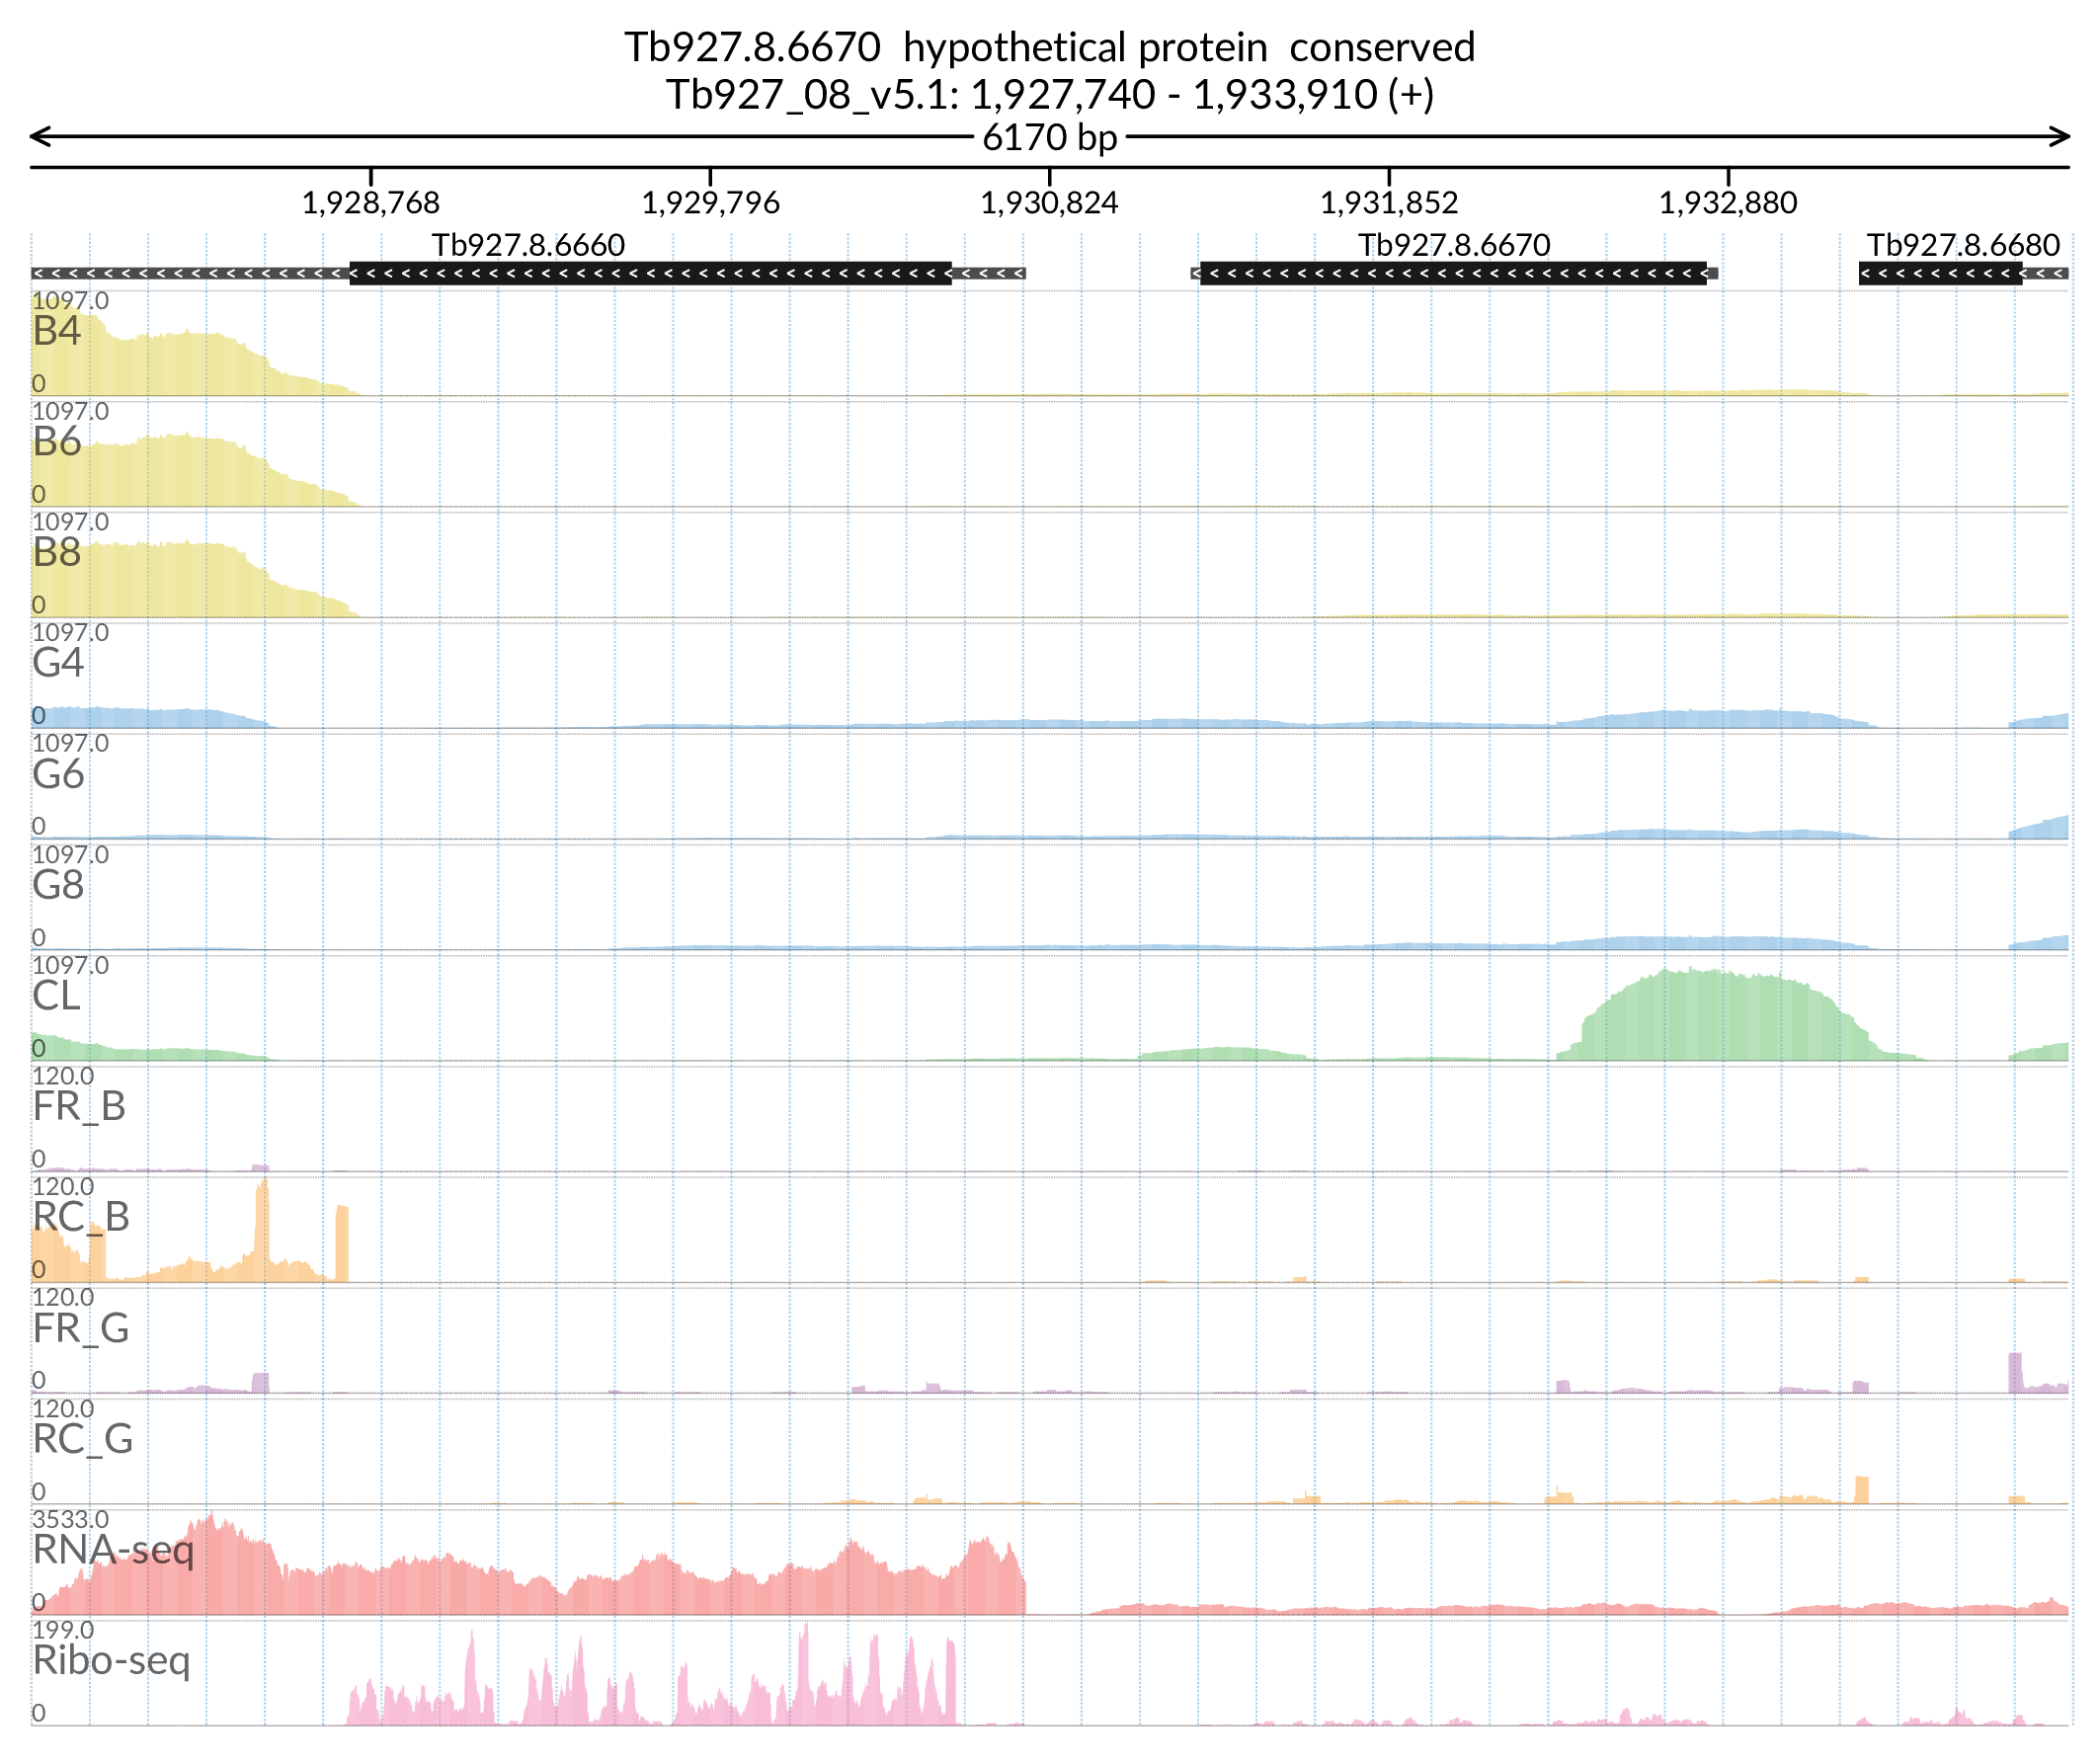 Tb927.8.6670 hypothetical protein conserved
Tb927_08_v5.1: 1,927,740 - 1,933,910 (+)
6170 bp
1,928,768 1,929,796 1,930,824 1,931,852 1,932,880
Tb927.8.6660 Tb927.8.6670 Tb927.8.6680
1097.0
B4
0
1097.0
B6
0
1097.0
B8
0
1097.0
G4
0
1097.0
G6
0
1097.0
G8
0
1097.0
CL
0
120.0
FR_B
0
120.0
RC_B
0
120.0
FR_G
0
120.0
RC_G
0
3533.0
RNA-seq
0
199.0
Ribo-seq
0